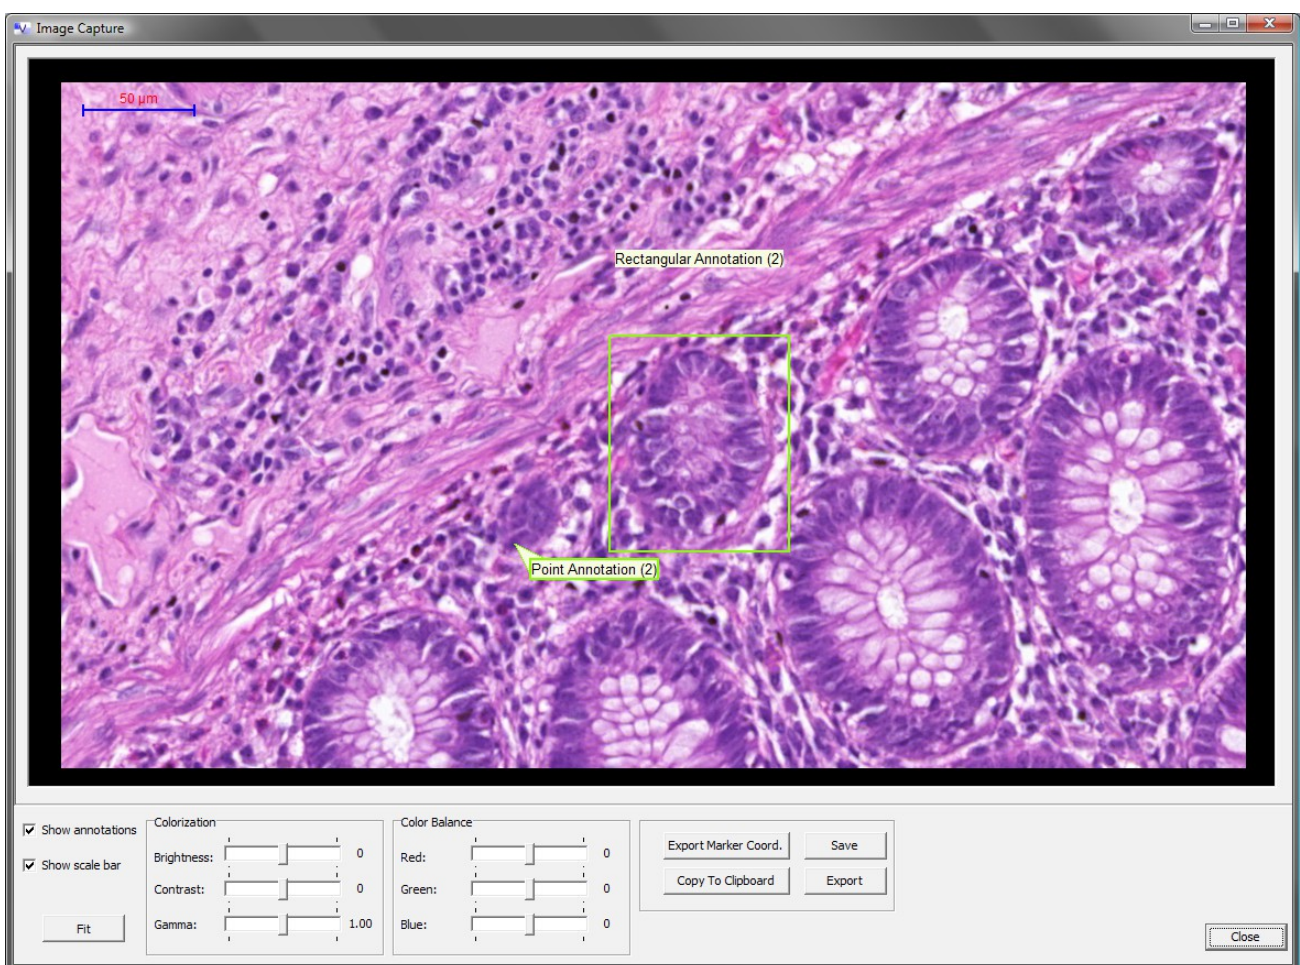 Image Capture
50 µm
Rectangular Annotation (2)
Point Annotation (2)
Show annotations
Show scale bar
Fit
Colorization
Brightness: 0
Contrast: 0
Gamma: 1.00
Color Balance
Red: 0
Green: 0
Blue: 0
Export Marker Coord. Save
Copy To Clipboard Export
Close